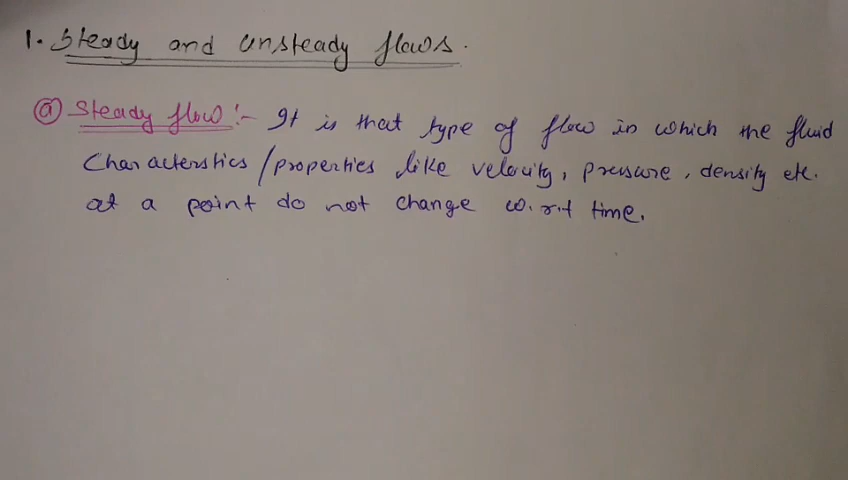 1. Steady and unsteady flows.
ⓐ Steady flow :- It is that type of flow in which the fluid
Characterstics / properties like velocity, pressure, density etc.
at a point do not change w.r.t time.